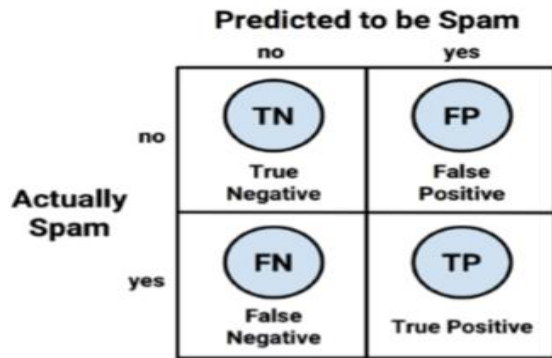 Predicted to be Spam
no yes
no
TN FP
True Negative
False Positive
Actually
Spam
yes
FN TP
False Negative
True Positive